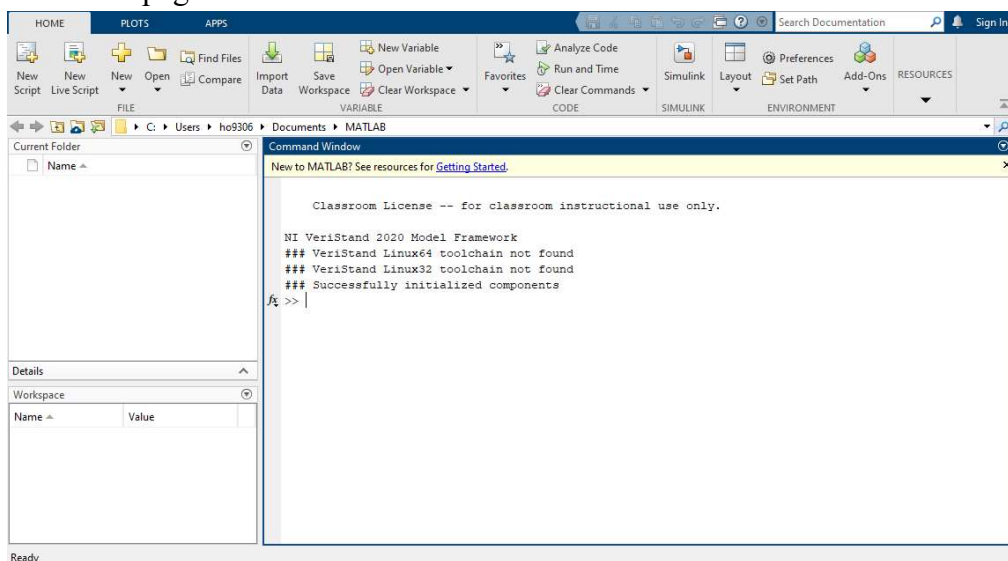 HOME PLOTS APPS Search Documentation Sign In
New Script
New Live Script
New
Open
Find Files
Compare
FILE
Import Data
Save Workspace
New Variable
Open Variable
Clear Workspace
VARIABLE
Favorites
Analyze Code
Run and Time
Clear Commands
CODE
Simulink
SIMULINK
Layout
Preferences
Set Path
Add-Ons
ENVIRONMENT
RESOURCES
C: Users ho9306 Documents MATLAB
Current Folder
Name
Details
Workspace
Name Value
Command Window
New to MATLAB? See resources for Getting Started.
Classroom License -- for classroom instructional use only.
NI VeriStand 2020 Model Framework
### VeriStand Linux64 toolchain not found
### VeriStand Linux32 toolchain not found
### Successfully initialized components
fx >>
Ready